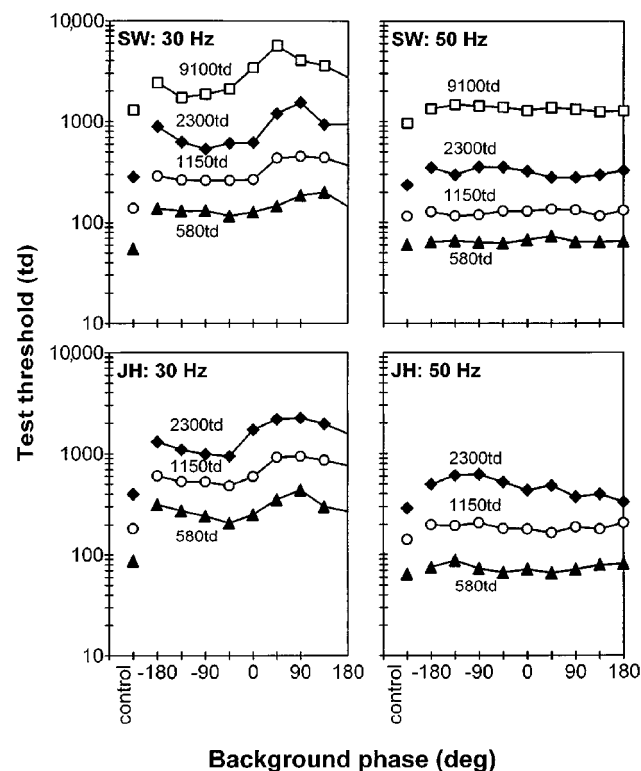 Test threshold (td)
SW: 30 Hz
10,000
1000
100
10
9100td
2300td
1150td
580td
SW: 50 Hz
9100td
2300td
1150td
580td
JH: 30 Hz
10,000
1000
100
10
2300td
1150td
580td
control
-180
-90
0
90
180
JH: 50 Hz
2300td
1150td
580td
control
-180
-90
0
90
180
Background phase (deg)